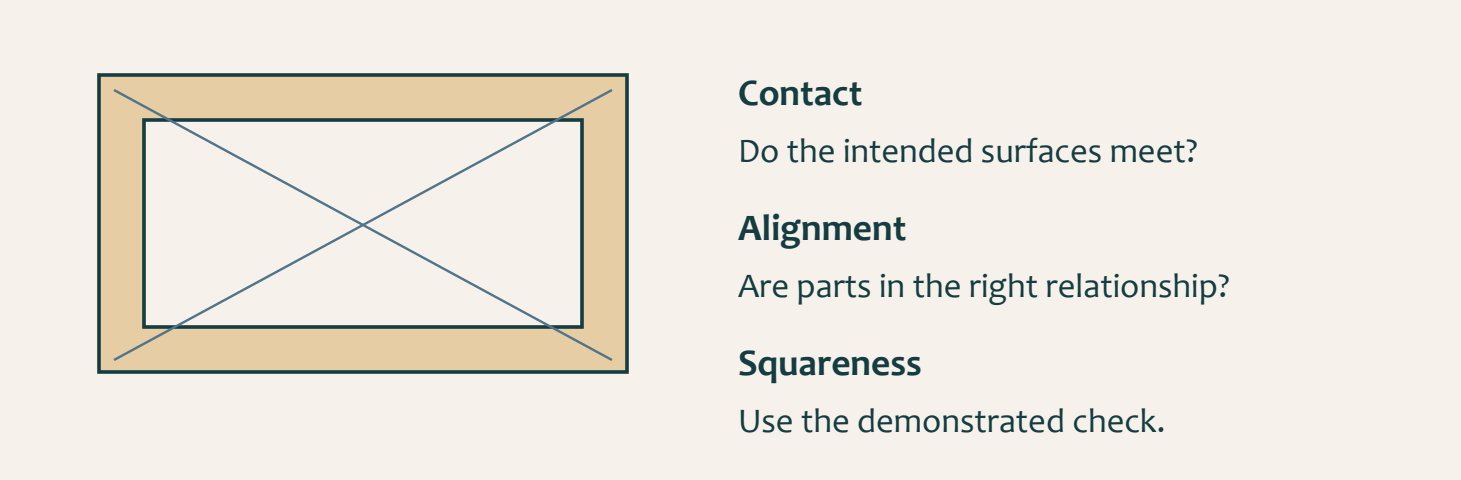 Contact
Do the intended surfaces meet?
Alignment
Are parts in the right relationship?
Squareness
Use the demonstrated check.